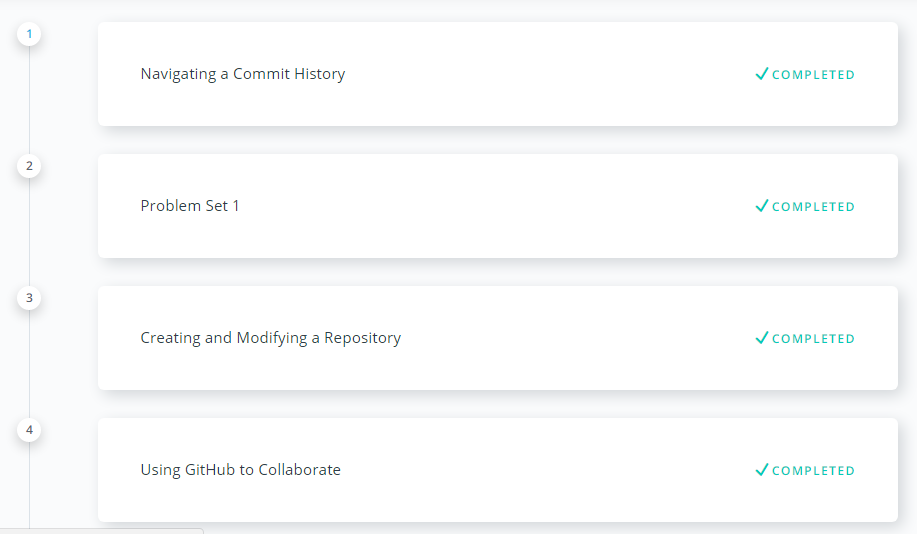 1
Navigating a Commit History
✓ COMPLETED
2
Problem Set 1
✓ COMPLETED
3
Creating and Modifying a Repository
✓ COMPLETED
4
Using GitHub to Collaborate
✓ COMPLETED